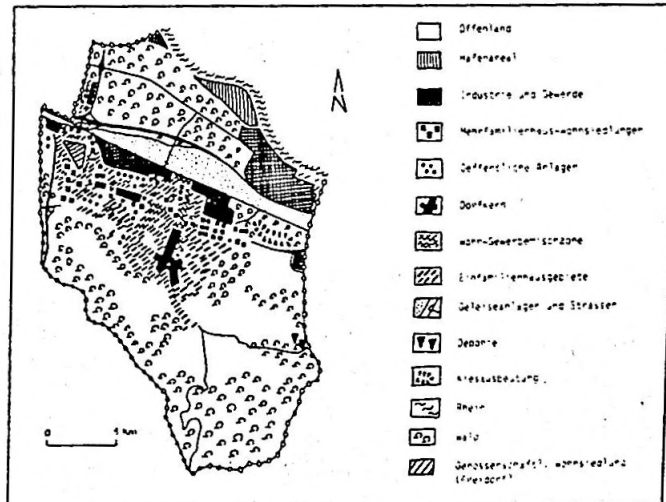 Offenland
Hafenareal
Industrie und Gewerbe
Mehrfamilienhaus-Wohnsiedlungen
Oeffentliche Anlagen
Dorfkern
Wohn-Gewerbemischzone
Einfamilienhausgebiete
Geleiseanlagen und Strassen
Deponie
Kiesausbeutung
Rhein
Wald
Genossenschaftl. Wohnsiedlung
(Freidorf)
0
km